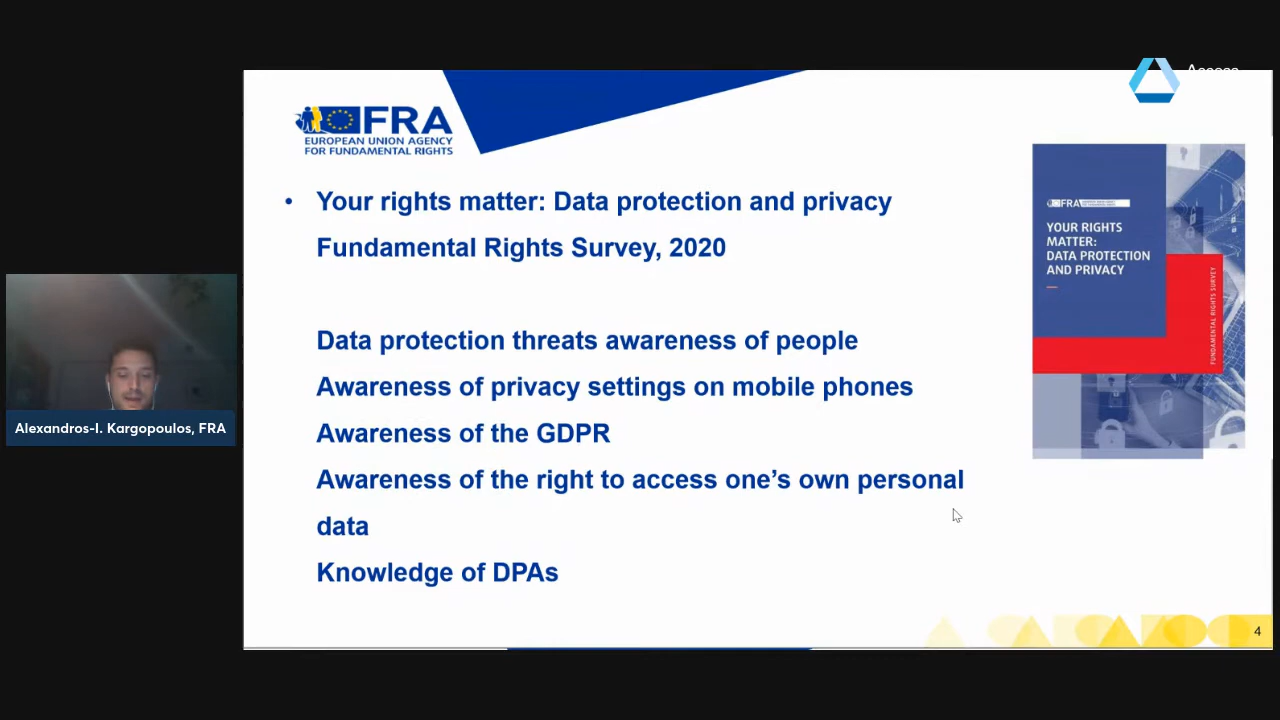 Access
FRA
EUROPEAN UNION AGENCY
FOR FUNDAMENTAL RIGHTS
• Your rights matter: Data protection and privacy
Fundamental Rights Survey, 2020
Data protection threats awareness of people
Awareness of privacy settings on mobile phones
Awareness of the GDPR
Awareness of the right to access one’s own personal
data
Knowledge of DPAs
FRA
YOUR RIGHTS
MATTER:
DATA PROTECTION
AND PRIVACY
FUNDAMENTAL RIGHTS SURVEY
Alexandros-I. Kargopoulos, FRA
4